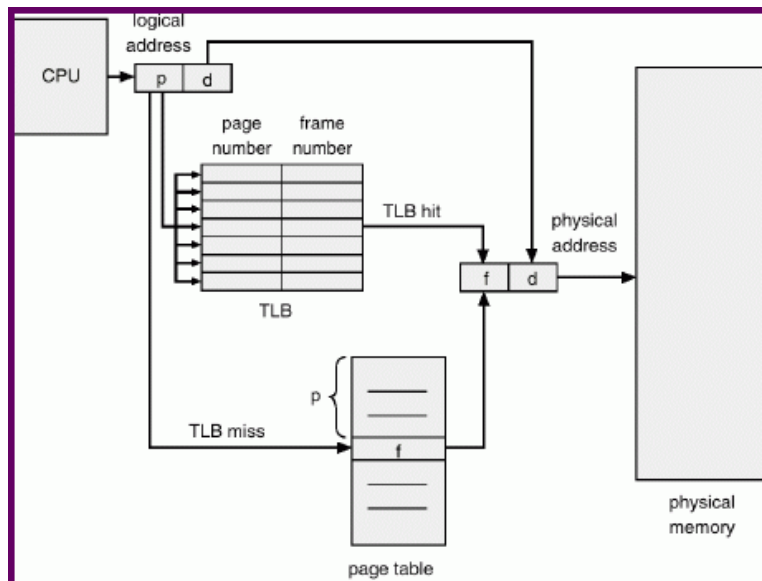 logical
address
CPU
p d
page
number
frame
number
TLB hit
physical
address
f d
TLB
p
TLB miss
f
page table
physical
memory